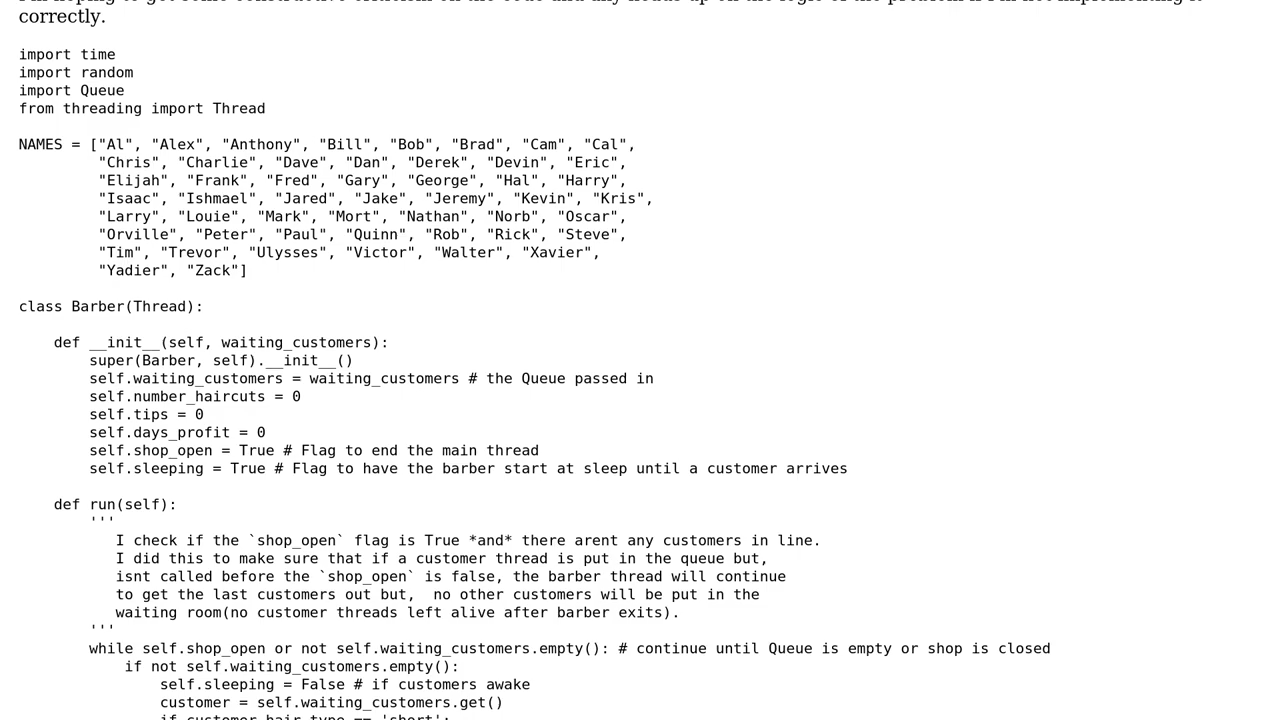 correctly.
import time
import random
import Queue
from threading import Thread
NAMES = ["Al", "Alex", "Anthony", "Bill", "Bob", "Brad", "Cam", "Cal",
"Chris", "Charlie", "Dave", "Dan", "Derek", "Devin", "Eric",
"Elijah", "Frank", "Fred", "Gary", "George", "Hal", "Harry",
"Isaac", "Ishmael", "Jared", "Jake", "Jeremy", "Kevin", "Kris",
"Larry", "Louie", "Mark", "Mort", "Nathan", "Norb", "Oscar",
"Orville", "Peter", "Paul", "Quinn", "Rob", "Rick", "Steve",
"Tim", "Trevor", "Ulysses", "Victor", "Walter", "Xavier",
"Yadier", "Zack"]
class Barber(Thread):
def __init__(self, waiting_customers):
super(Barber, self).__init__()
self.waiting_customers = waiting_customers # the Queue passed in
self.number_haircuts = 0
self.tips = 0
self.days_profit = 0
self.shop_open = True # Flag to end the main thread
self.sleeping = True # Flag to have the barber start at sleep until a customer arrives
def run(self):
'''
I check if the `shop_open` flag is True *and* there arent any customers in line.
I did this to make sure that if a customer thread is put in the queue but,
isnt called before the `shop_open` is false, the barber thread will continue
to get the last customers out but,  no other customers will be put in the
waiting room(no customer threads left alive after barber exits).
'''
while self.shop_open or not self.waiting_customers.empty(): # continue until Queue is empty or shop is closed
if not self.waiting_customers.empty():
self.sleeping = False # if customers awake
customer = self.waiting_customers.get()
if customer.hair_type == 'short':